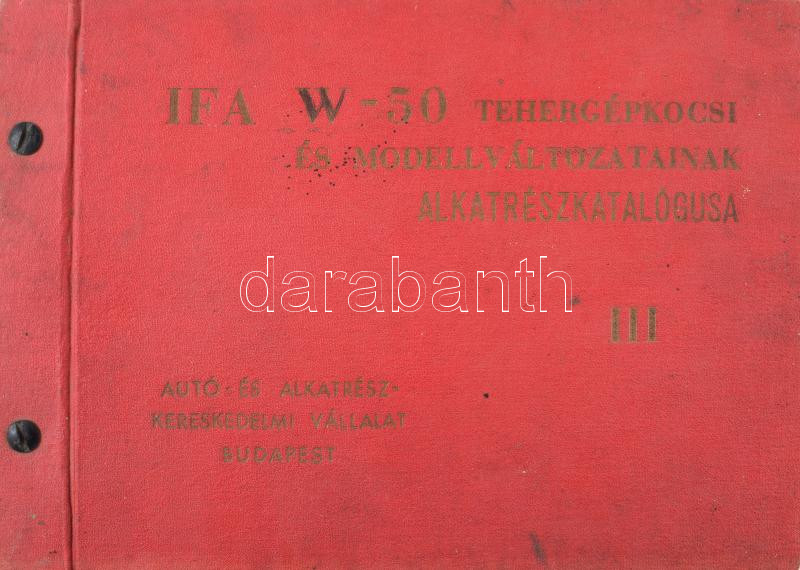 IFA W-50 TEHERGÉPKOCSI
ÉS MODELLVÁLTOZATAINAK
ALKATRÉSZKATALÓGUSA
darabanth
III
AUTÓ- ÉS ALKATRÉSZ-
KERESKEDELMI VÁLLALAT
BUDAPEST